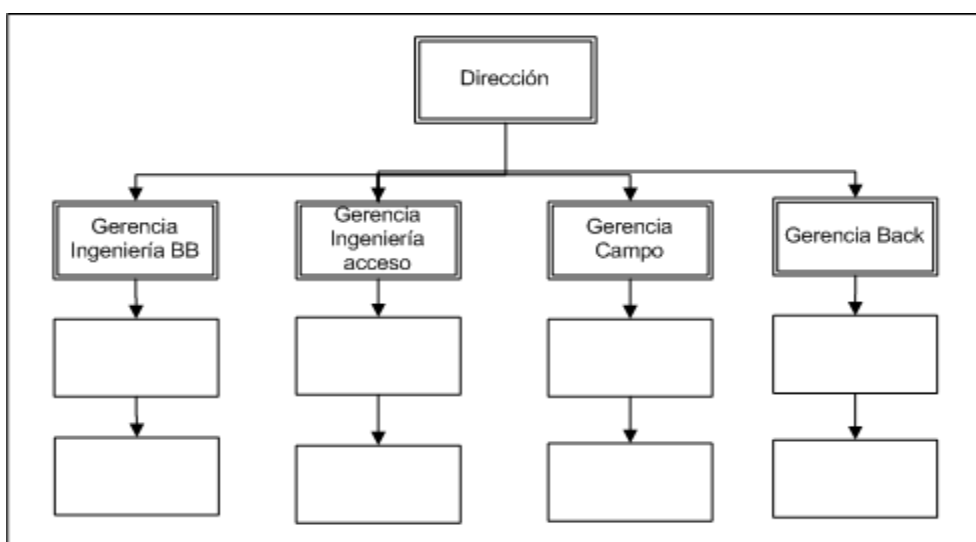 Dirección
Gerencia
Ingeniería BB
Gerencia
Ingeniería
acceso
Gerencia
Campo
Gerencia Back